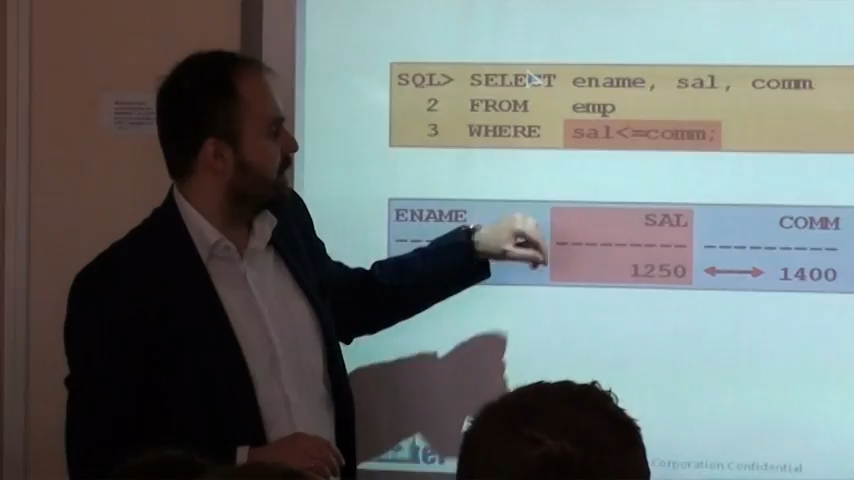 SQL> SELECT ename, sal, comm
2 FROM emp
3 WHERE sal<=comm;
ENAME SAL COMM
1250 1400
Corporation Confidential